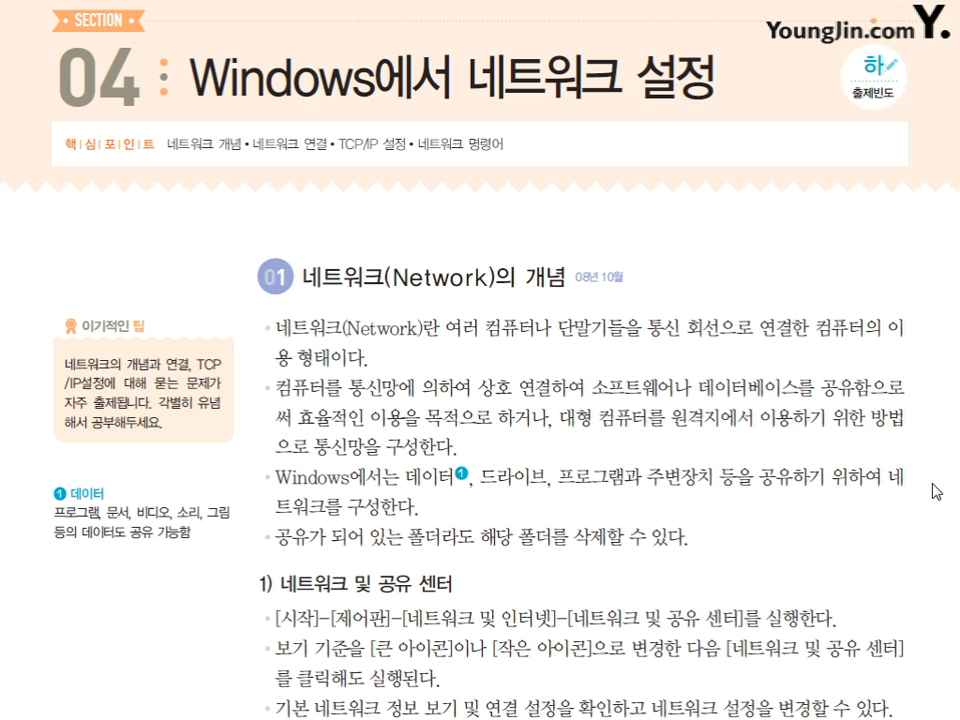 SECTION
YoungJin.com Y.
04 Windows에서 네트워크 설정
하
출제빈도
핵심포인트 네트워크 개념 • 네트워크 연결 • TCP/IP 설정 • 네트워크 명령어
01 네트워크(Network)의 개념 08년 10월
이기적인 팁
네트워크의 개념과 연결, TCP
/IP설정에 대해 묻는 문제가
자주 출제됩니다. 각별히 유념
해서 공부해두세요.
1 데이터
프로그램, 문서, 비디오, 소리, 그림
등의 데이터도 공유 가능함
• 네트워크(Network)란 여러 컴퓨터나 단말기들을 통신 회선으로 연결한 컴퓨터의 이
용 형태이다.
• 컴퓨터를 통신망에 의하여 상호 연결하여 소프트웨어나 데이터베이스를 공유함으로
써 효율적인 이용을 목적으로 하거나, 대형 컴퓨터를 원격지에서 이용하기 위한 방법
으로 통신망을 구성한다.
• Windows에서는 데이터1, 드라이브, 프로그램과 주변장치 등을 공유하기 위하여 네
트워크를 구성한다.
• 공유가 되어 있는 폴더라도 해당 폴더를 삭제할 수 있다.
1) 네트워크 및 공유 센터
• [시작]-[제어판]-[네트워크 및 인터넷]-[네트워크 및 공유 센터]를 실행한다.
• 보기 기준을 [큰 아이콘]이나 [작은 아이콘]으로 변경한 다음 [네트워크 및 공유 센터]
를 클릭해도 실행된다.
• 기본 네트워크 정보 보기 및 연결 설정을 확인하고 네트워크 설정을 변경할 수 있다.